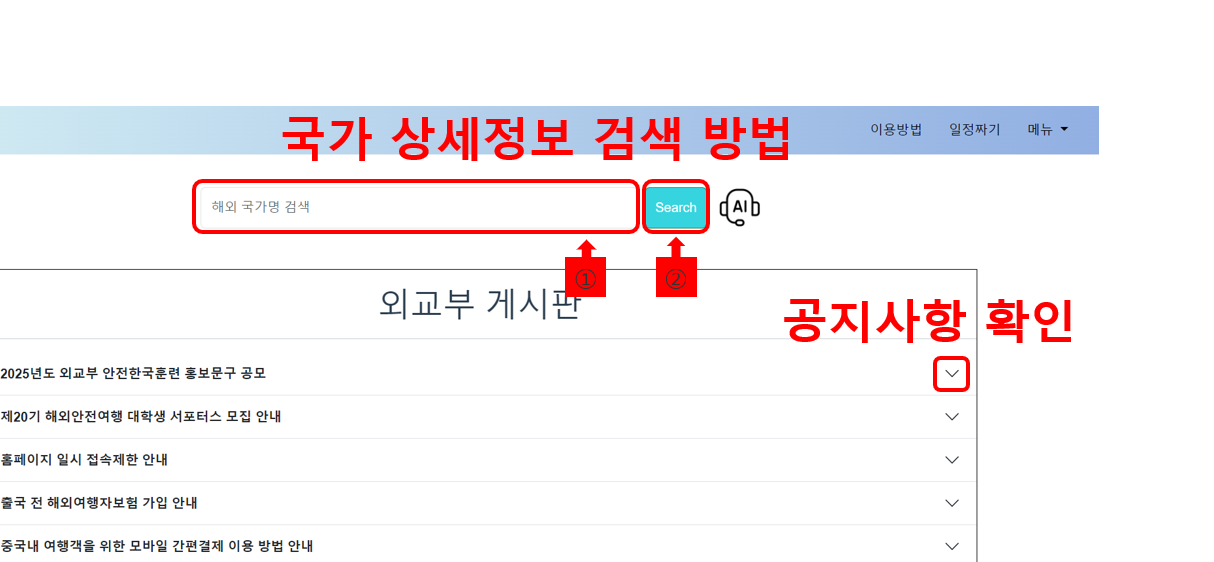 국가 상세정보 검색 방법
이용방법 일정짜기 메뉴
해외 국가명 검색
Search
AI
① ②
외교부 게시판
공지사항 확인
2025년도 외교부 안전한국훈련 홍보문구 공모
제20기 해외안전여행 대학생 서포터스 모집 안내
홈페이지 일시 접속제한 안내
출국 전 해외여행자보험 가입 안내
중국내 여행객을 위한 모바일 간편결제 이용 방법 안내